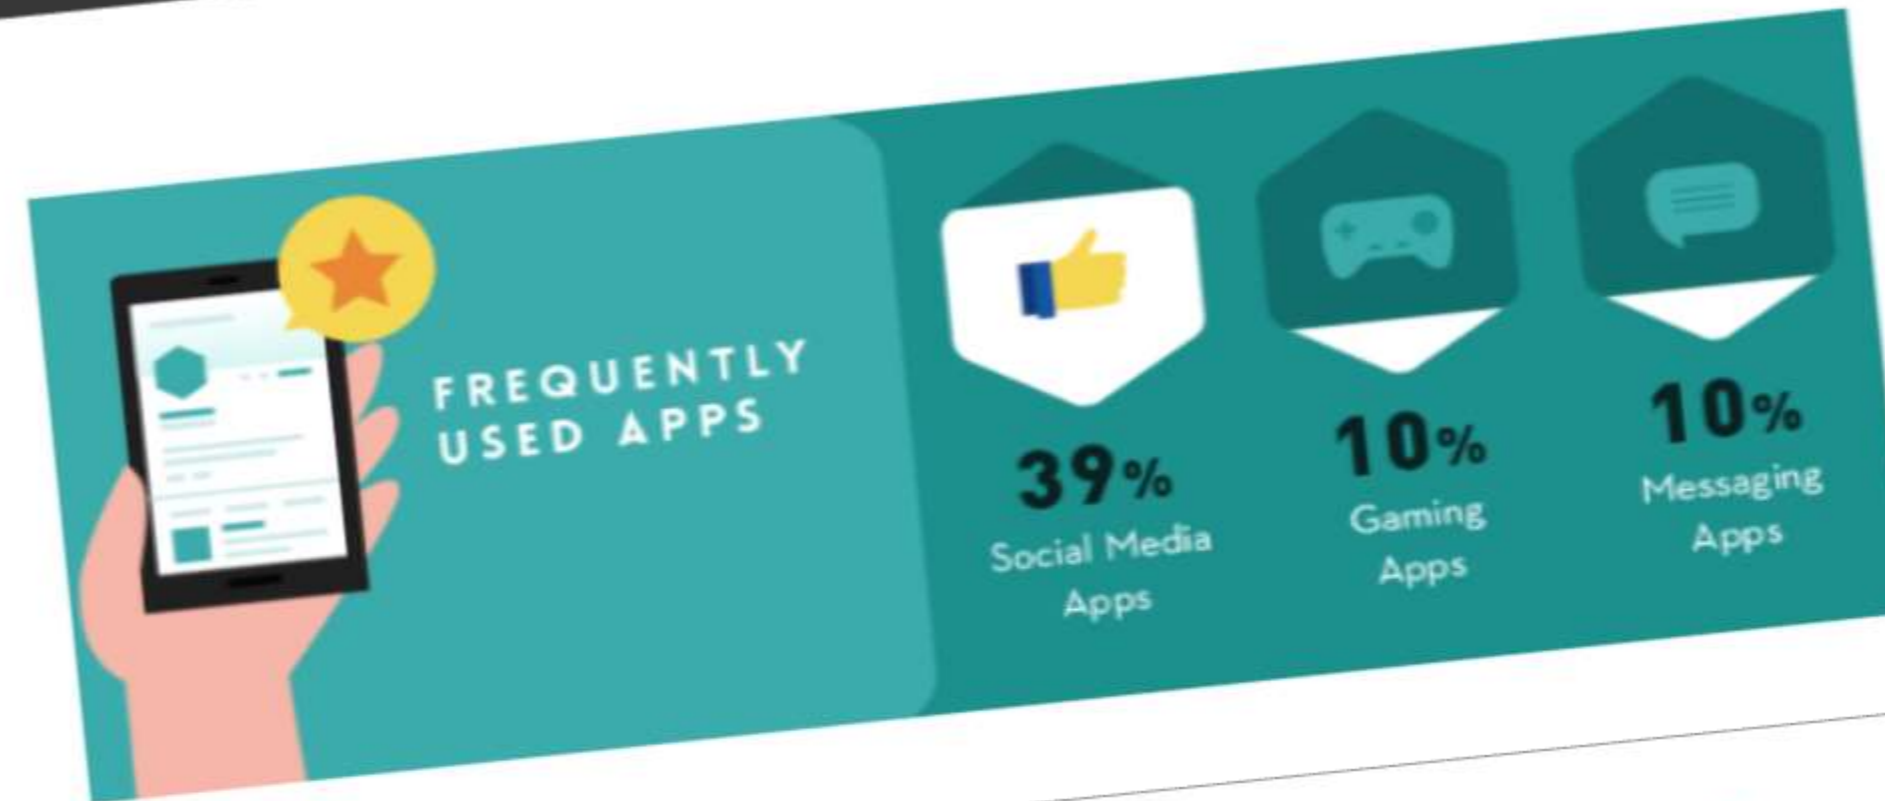 FREQUENTLY
USED APPS
39%
Social Media
Apps
10%
Gaming
Apps
10%
Messaging
Apps